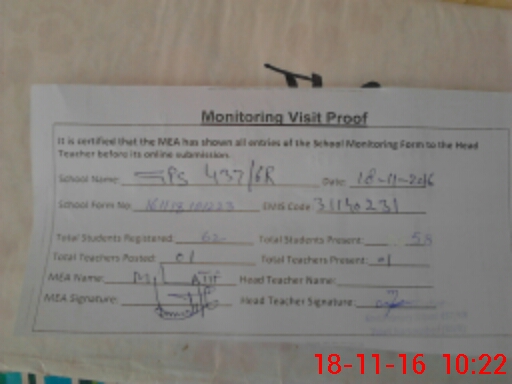 Monitoring Visit Proof
It is certified that the MEA has shown all entries of the School Monitoring Form to the Head
Teacher before its online submission.
School Name: GPS 437/6R Date: 18-11-2016
School Form No: EMIS Code: 31140231
Total Students Registered: 62 Total Students Present: 58
Total Teachers Posted: 01 Total Teachers Present: 01
MEA Name: M. Atif Head Teacher Name:
MEA Signature: Head Teacher Signature:
18-11-16 10:22